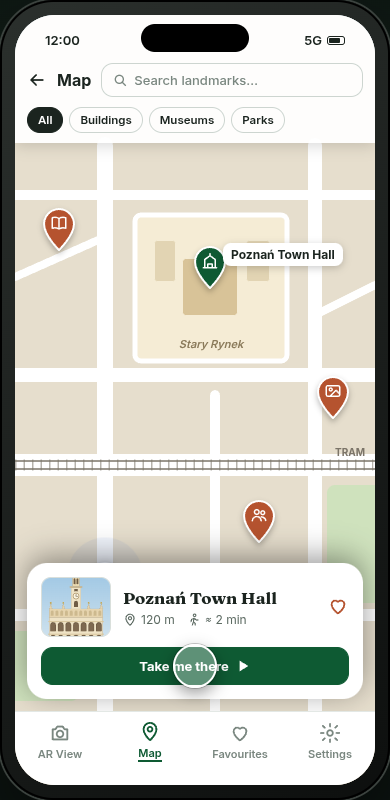 12:00
5G
Map
Search landmarks...
All
Buildings
Museums
Parks
Poznań Town Hall
Stary Rynek
TRAM
Poznań Town Hall
120 m
≈ 2 min
Take me there
AR View
Map
Favourites
Settings